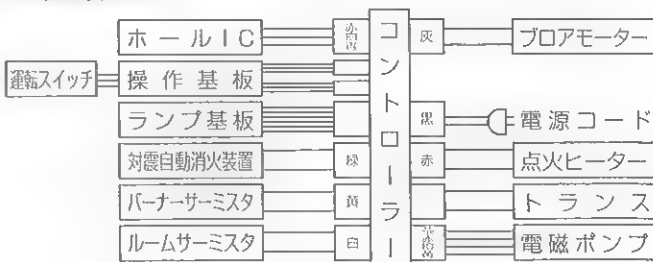 ホールIC
灰
ブロアモーター
コントローラー
運転スイッチ
操作基板
ランプ基板
黒
電源コード
対震自動消火装置
緑
赤
点火ヒーター
バーナーサーミスタ
黄
トランス
ルームサーミスタ
白
電磁ポンプ